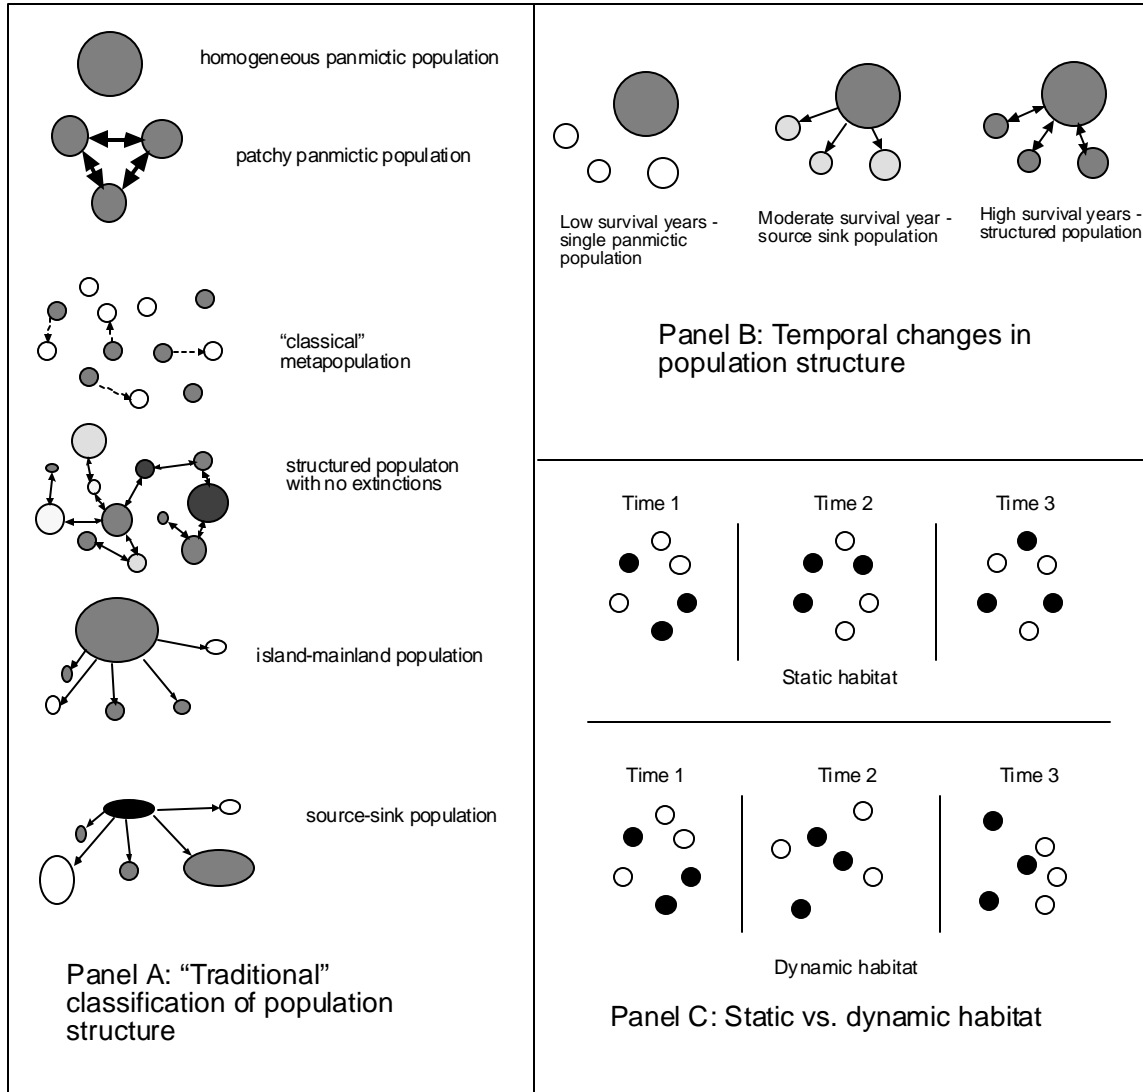 homogeneous panmictic population
patchy panmictic population
“classical”
metapopulation
structured populaton
with no extinctions
island-mainland population
source-sink population
Panel A: “Traditional”
classification of population
structure
Low survival years -
single panmictic
population
Moderate survival year -
source sink population
High survival years -
structured population
Panel B: Temporal changes in
population structure
Time 1
Time 2
Time 3
Static habitat
Time 1
Time 2
Time 3
Dynamic habitat
Panel C: Static vs. dynamic habitat